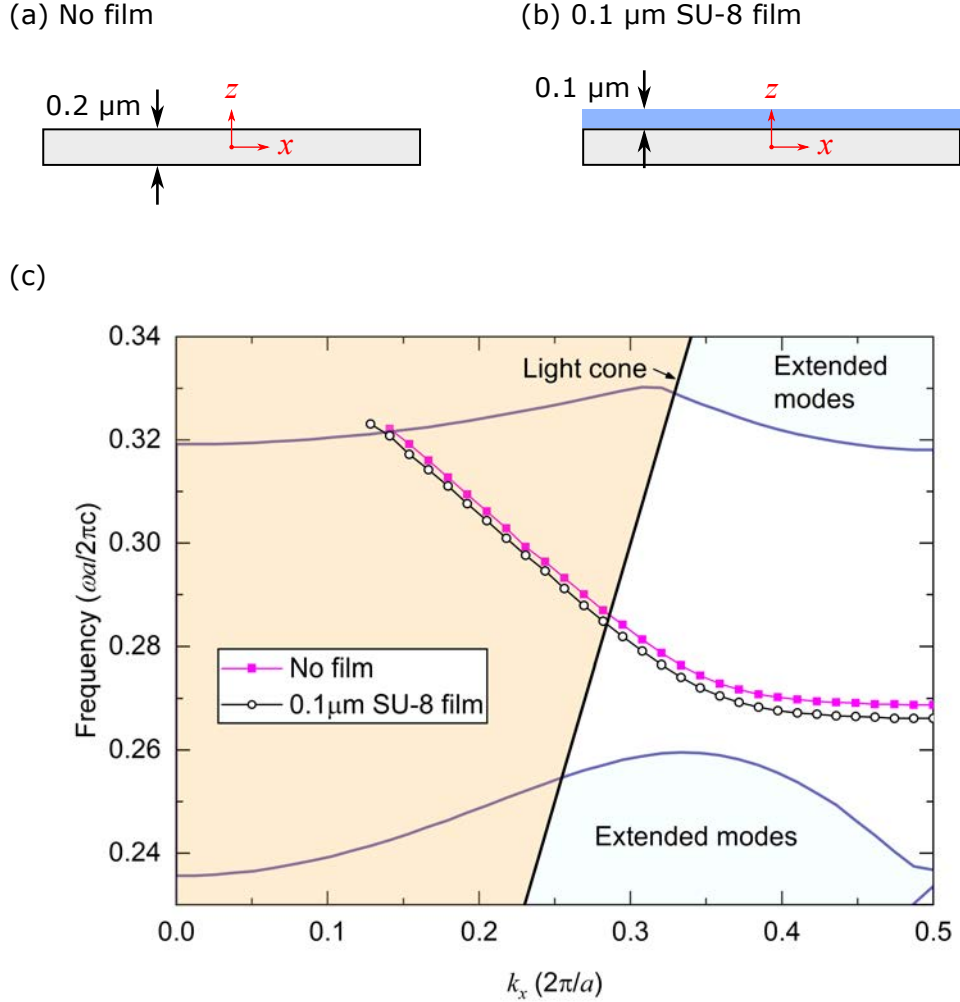 (a) No film
(b) 0.1 μm SU-8 film
0.2 μm
z
x
0.1 μm
z
x
(c)
0.34
0.32
0.30
0.28
0.26
0.24
Frequency (ωa/2πc)
Light cone
Extended
modes
No film
0.1μm SU-8 film
Extended modes
0.0
0.1
0.2
0.3
0.4
0.5
kₓ (2π/a)